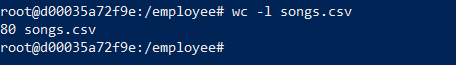 root@d00035a72f9e:/employee# wc -l songs.csv
80 songs.csv
root@d00035a72f9e:/employee#